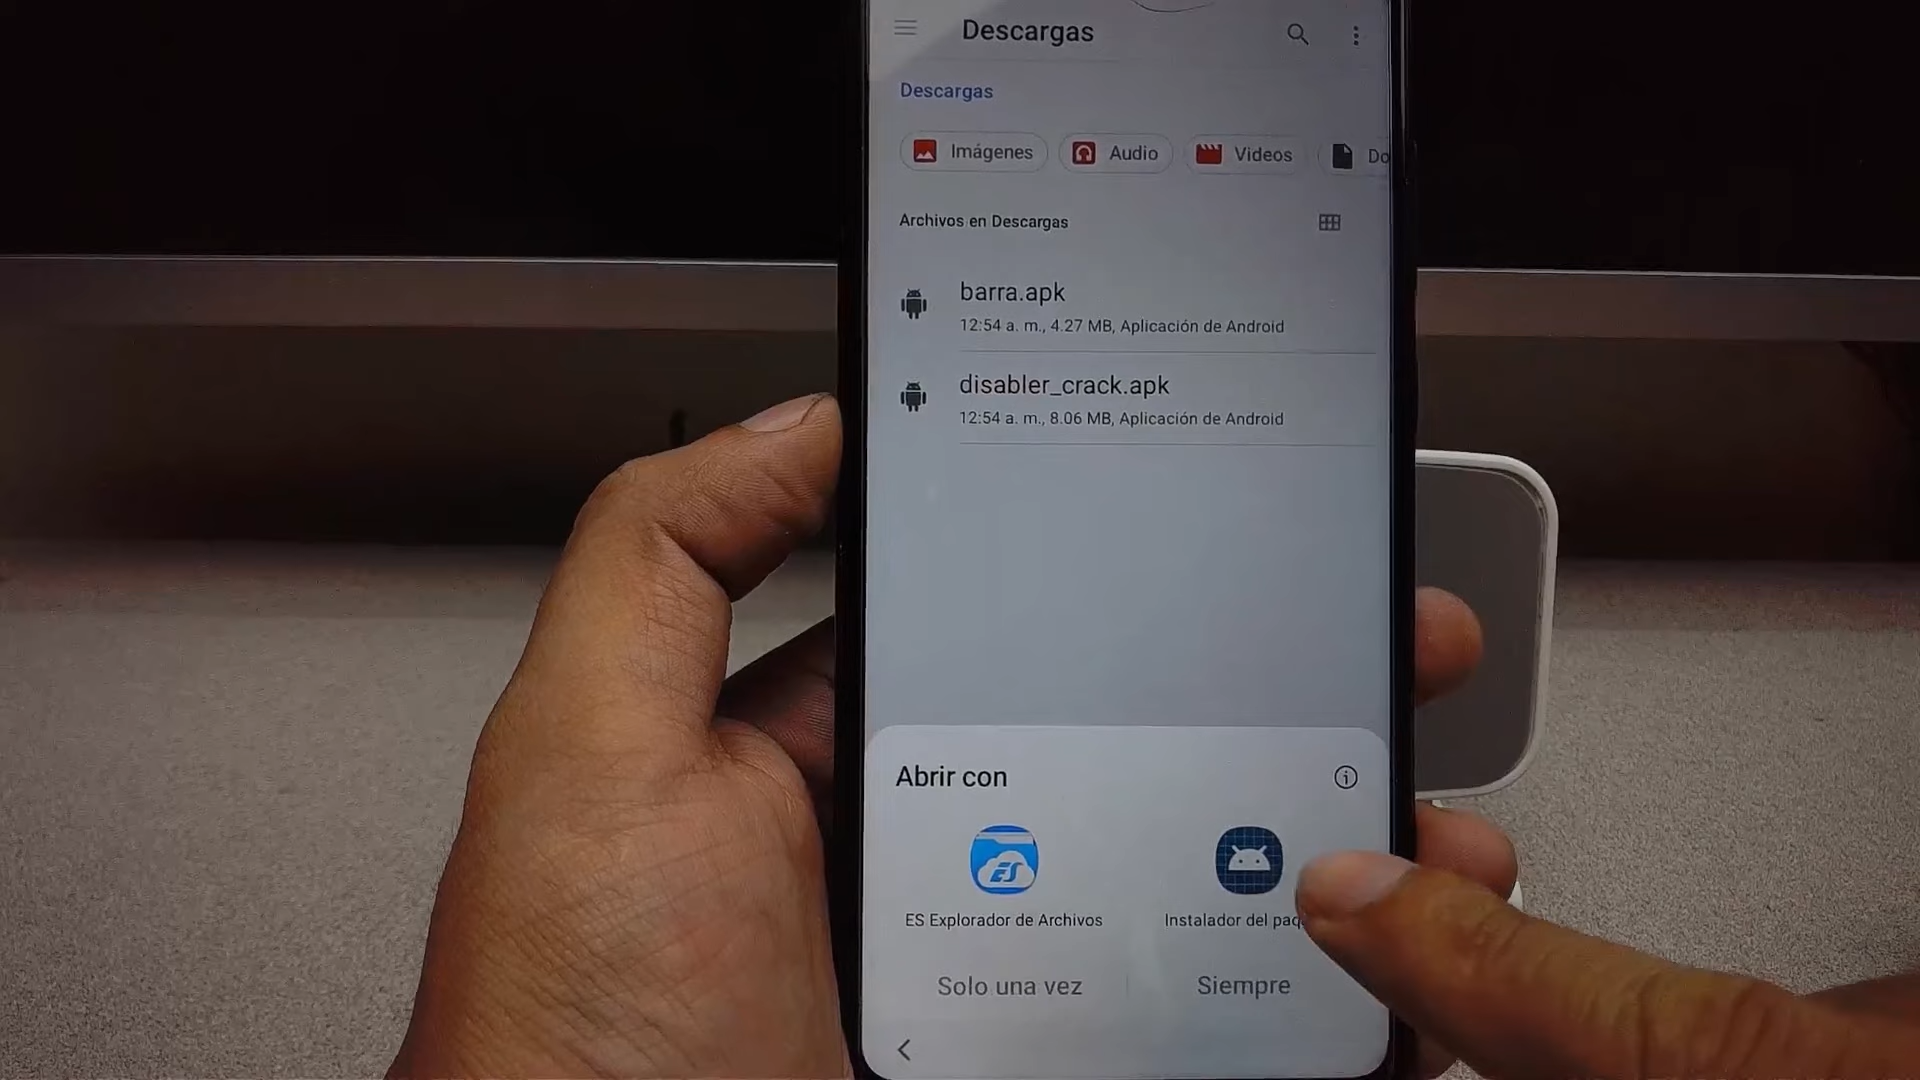 Descargas
Descargas
Imágenes
Audio
Videos
Do
Archivos en Descargas
barra.apk
12:54 a. m., 4.27 MB, Aplicación de Android
disabler_crack.apk
12:54 a. m., 8.06 MB, Aplicación de Android
Abrir con
ES
ES Explorador de Archivos
Instalador del paq
Solo una vez
Siempre